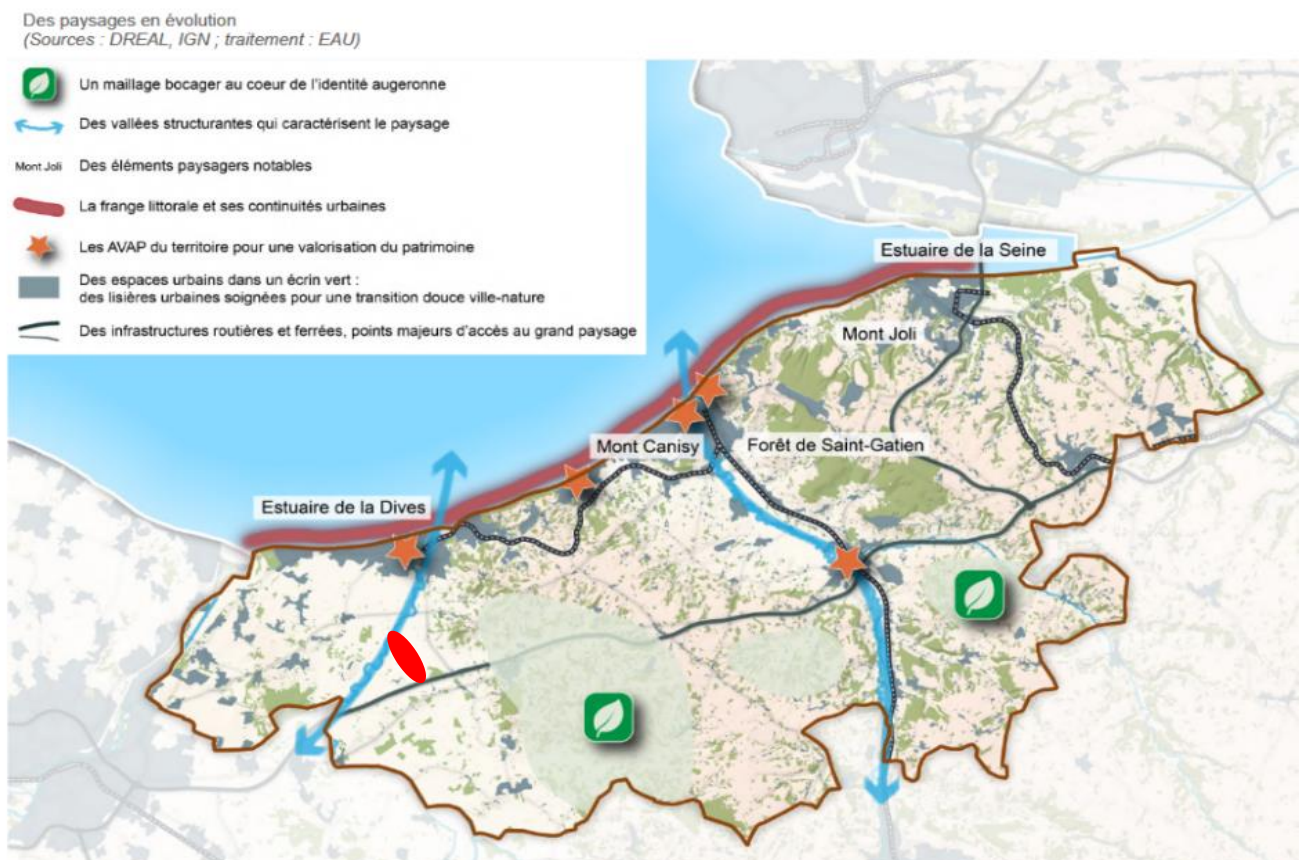 Des paysages en évolution
(Sources : DREAL, IGN ; traitement : EAU)
Un maillage bocager au coeur de l'identité augeronne
Des vallées structurantes qui caractérisent le paysage
Mont Joli Des éléments paysagers notables
La frange littorale et ses continuités urbaines
Les AVAP du territoire pour une valorisation du patrimoine
Des espaces urbains dans un écrin vert :
des lisières urbaines soignées pour une transition douce ville-nature
Des infrastructures routières et ferrées, points majeurs d'accès au grand paysage
Estuaire de la Seine
Mont Joli
Mont Canisy
Forêt de Saint-Gatien
Estuaire de la Dives